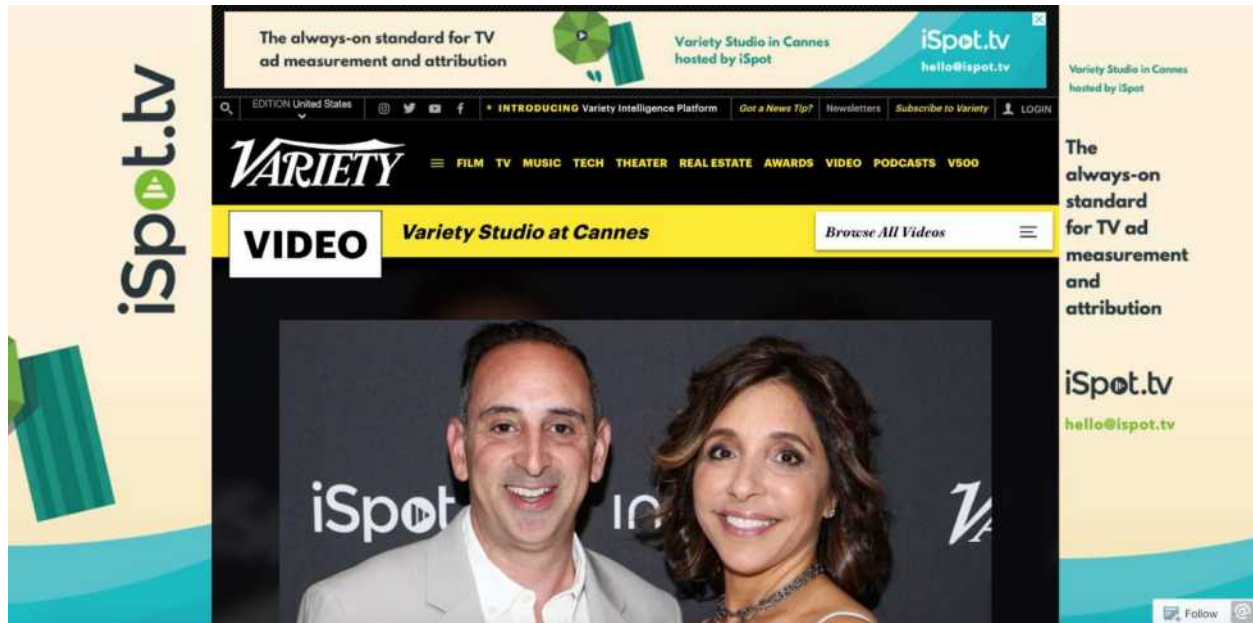 The always-on standard for TV
ad measurement and attribution
Variety Studio in Cannes
hosted by iSpot
iSpot.tv
hello@ispot.tv
EDITION United States
INTRODUCING Variety Intelligence Platform
Got a News Tip?
Newsletters
Subscribe to Variety
LOGIN
VARIETY
FILM TV MUSIC TECH THEATER REAL ESTATE AWARDS VIDEO PODCASTS V500
VIDEO
Variety Studio at Cannes
Browse All Videos
iSpot.tv
iSpot
Variety Studio in Cannes
hosted by iSpot
The
always-on
standard
for TV ad
measurement
and
attribution
iSpot.tv
hello@ispot.tv
Follow